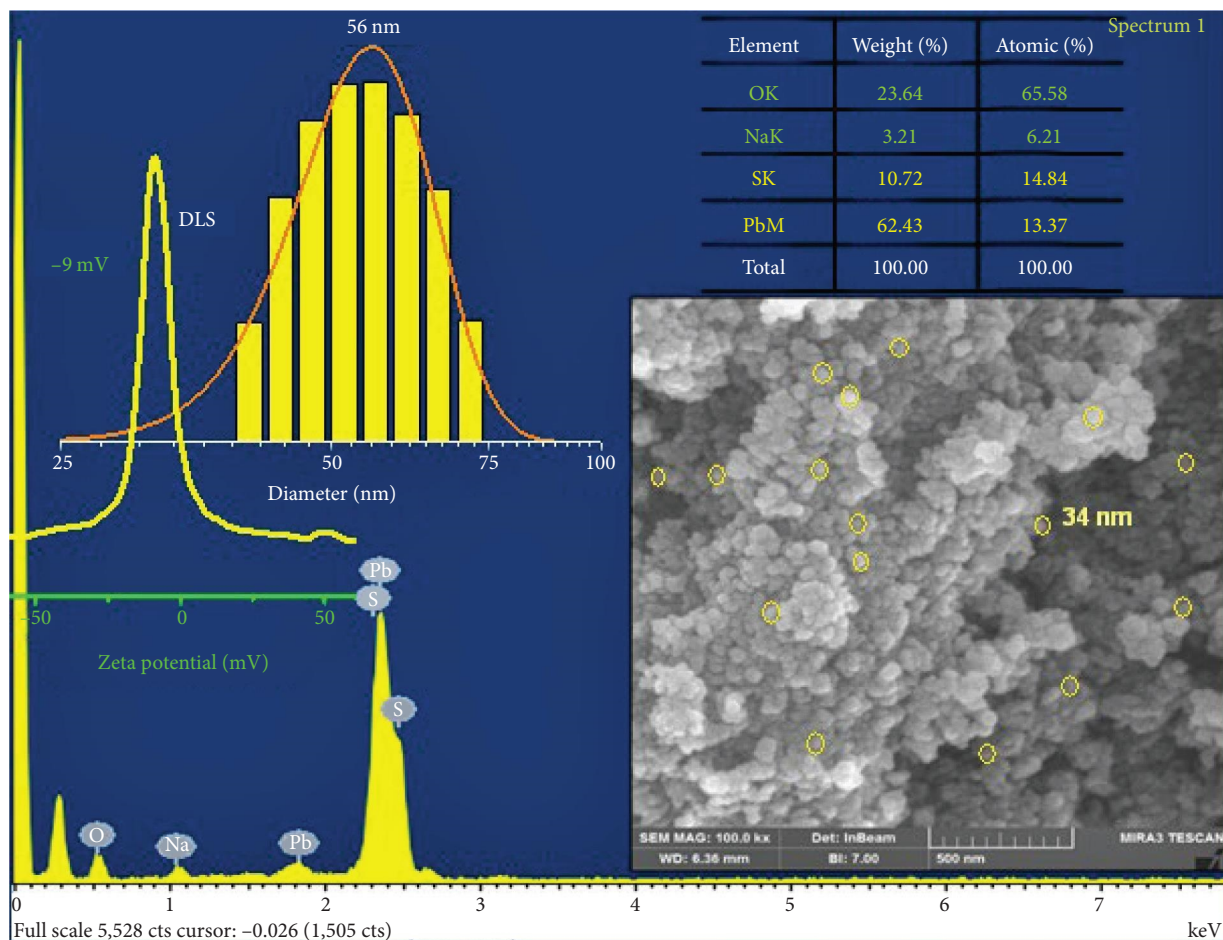 Spectrum 1
Element Weight (%) Atomic (%)
OK 23.64 65.58
NaK 3.21 6.21
SK 10.72 14.84
PbM 62.43 13.37
Total 100.00 100.00
56 nm
DLS
–9 mV
25 50 75 100
Diameter (nm)
–50 0 50
Zeta potential (mV)
Pb
S
S
O
Na
Pb
34 nm
SEM MAG: 100.0 kx Det: InBeam MIRA3 TESCAN
WD: 6.36 mm BI: 7.00 500 nm
0 1 2 3 4 5 6 7
Full scale 5,528 cts cursor: –0.026 (1,505 cts) keV